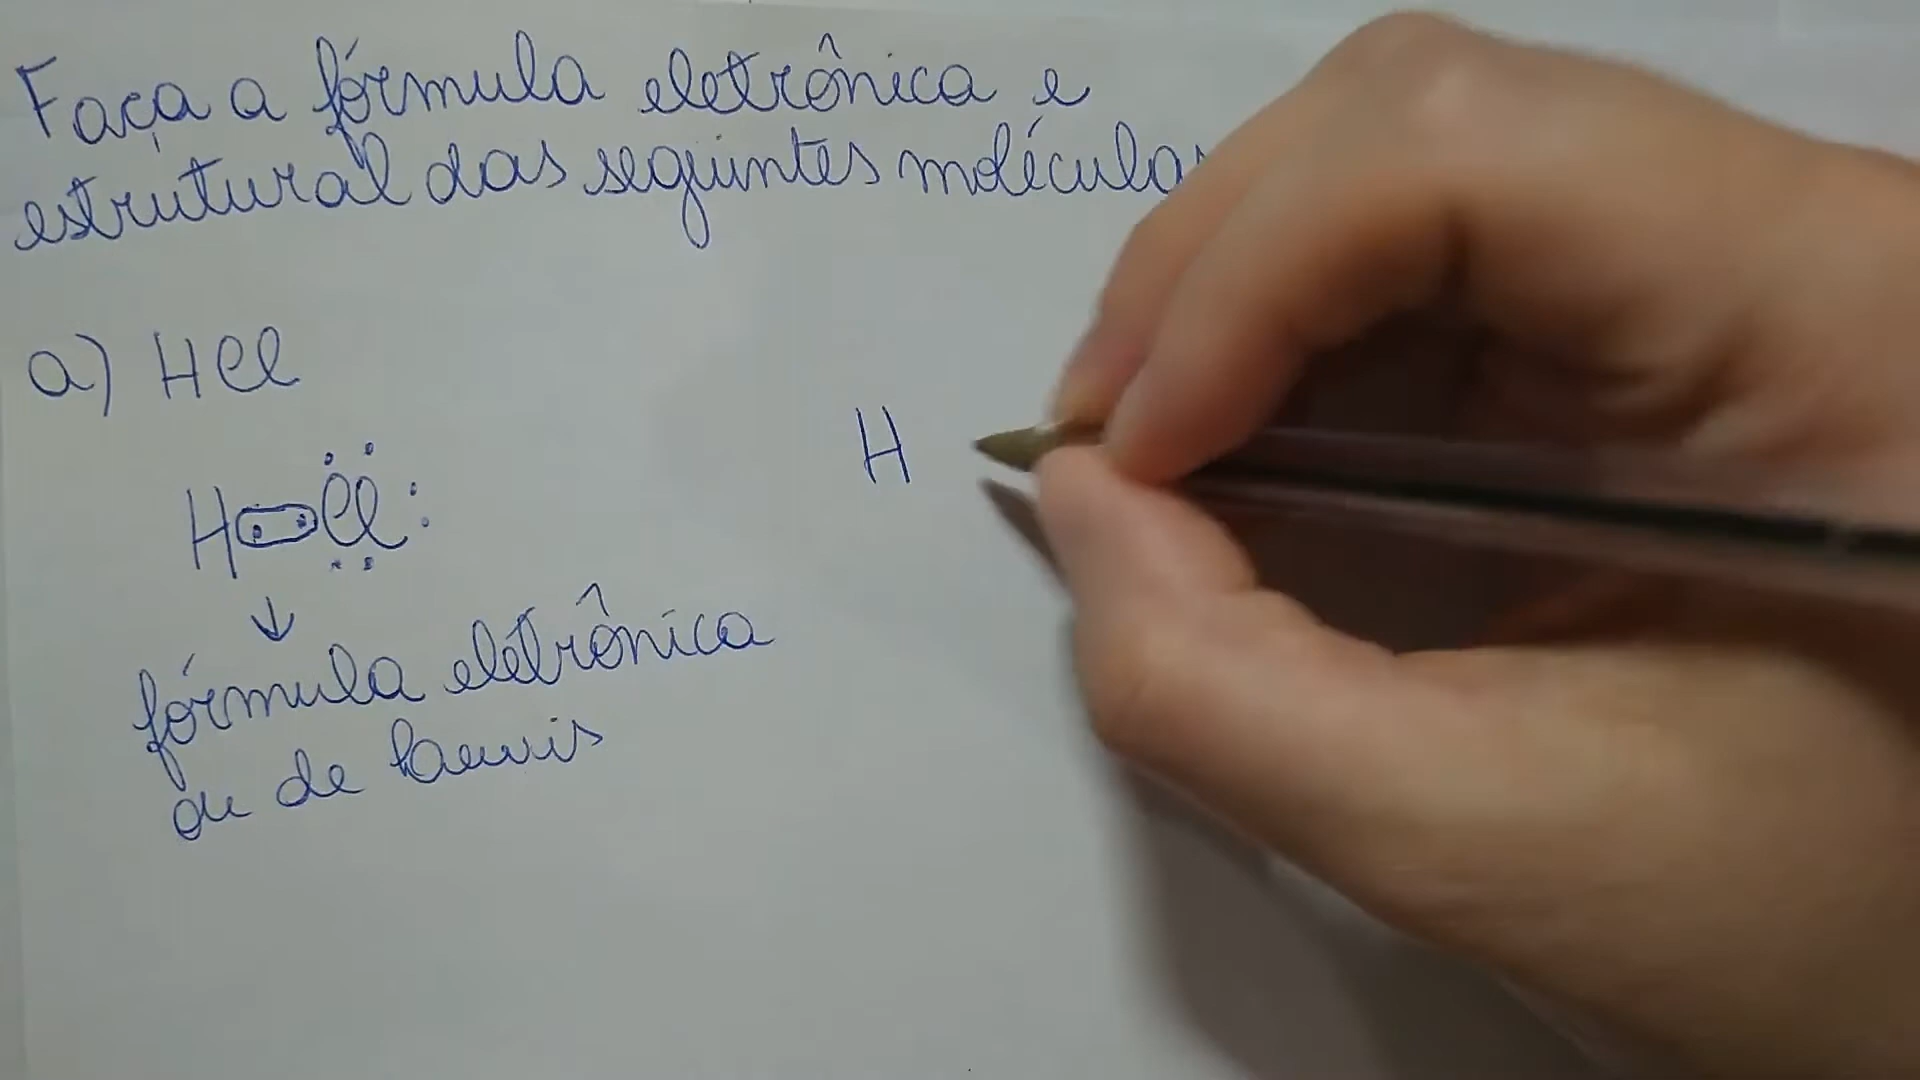 Faça a fórmula eletrônica e
estrutural das seguintes moléculas
a) HCl
H Cl
H
fórmula eletrônica
ou de Lewis